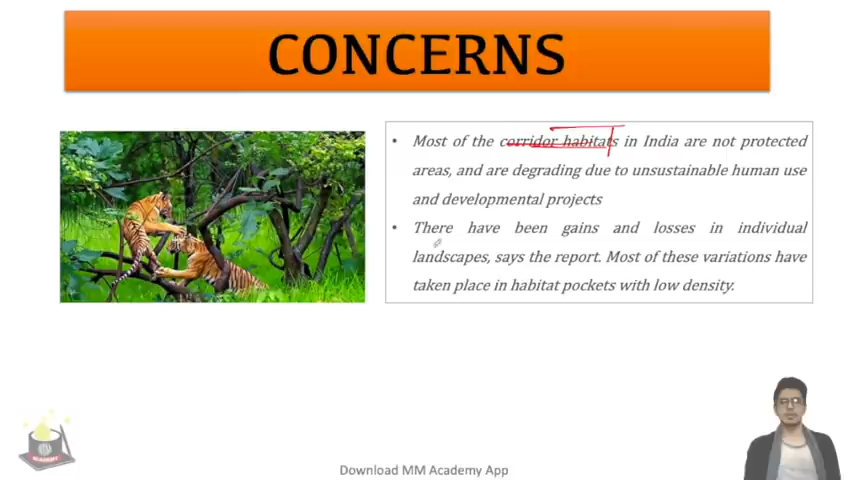 CONCERNS
• Most of the corridor habitats in India are not protected
areas, and are degrading due to unsustainable human use
and developmental projects
• There have been gains and losses in individual
landscapes, says the report. Most of these variations have
taken place in habitat pockets with low density.
ACADEMY
Download MM Academy App